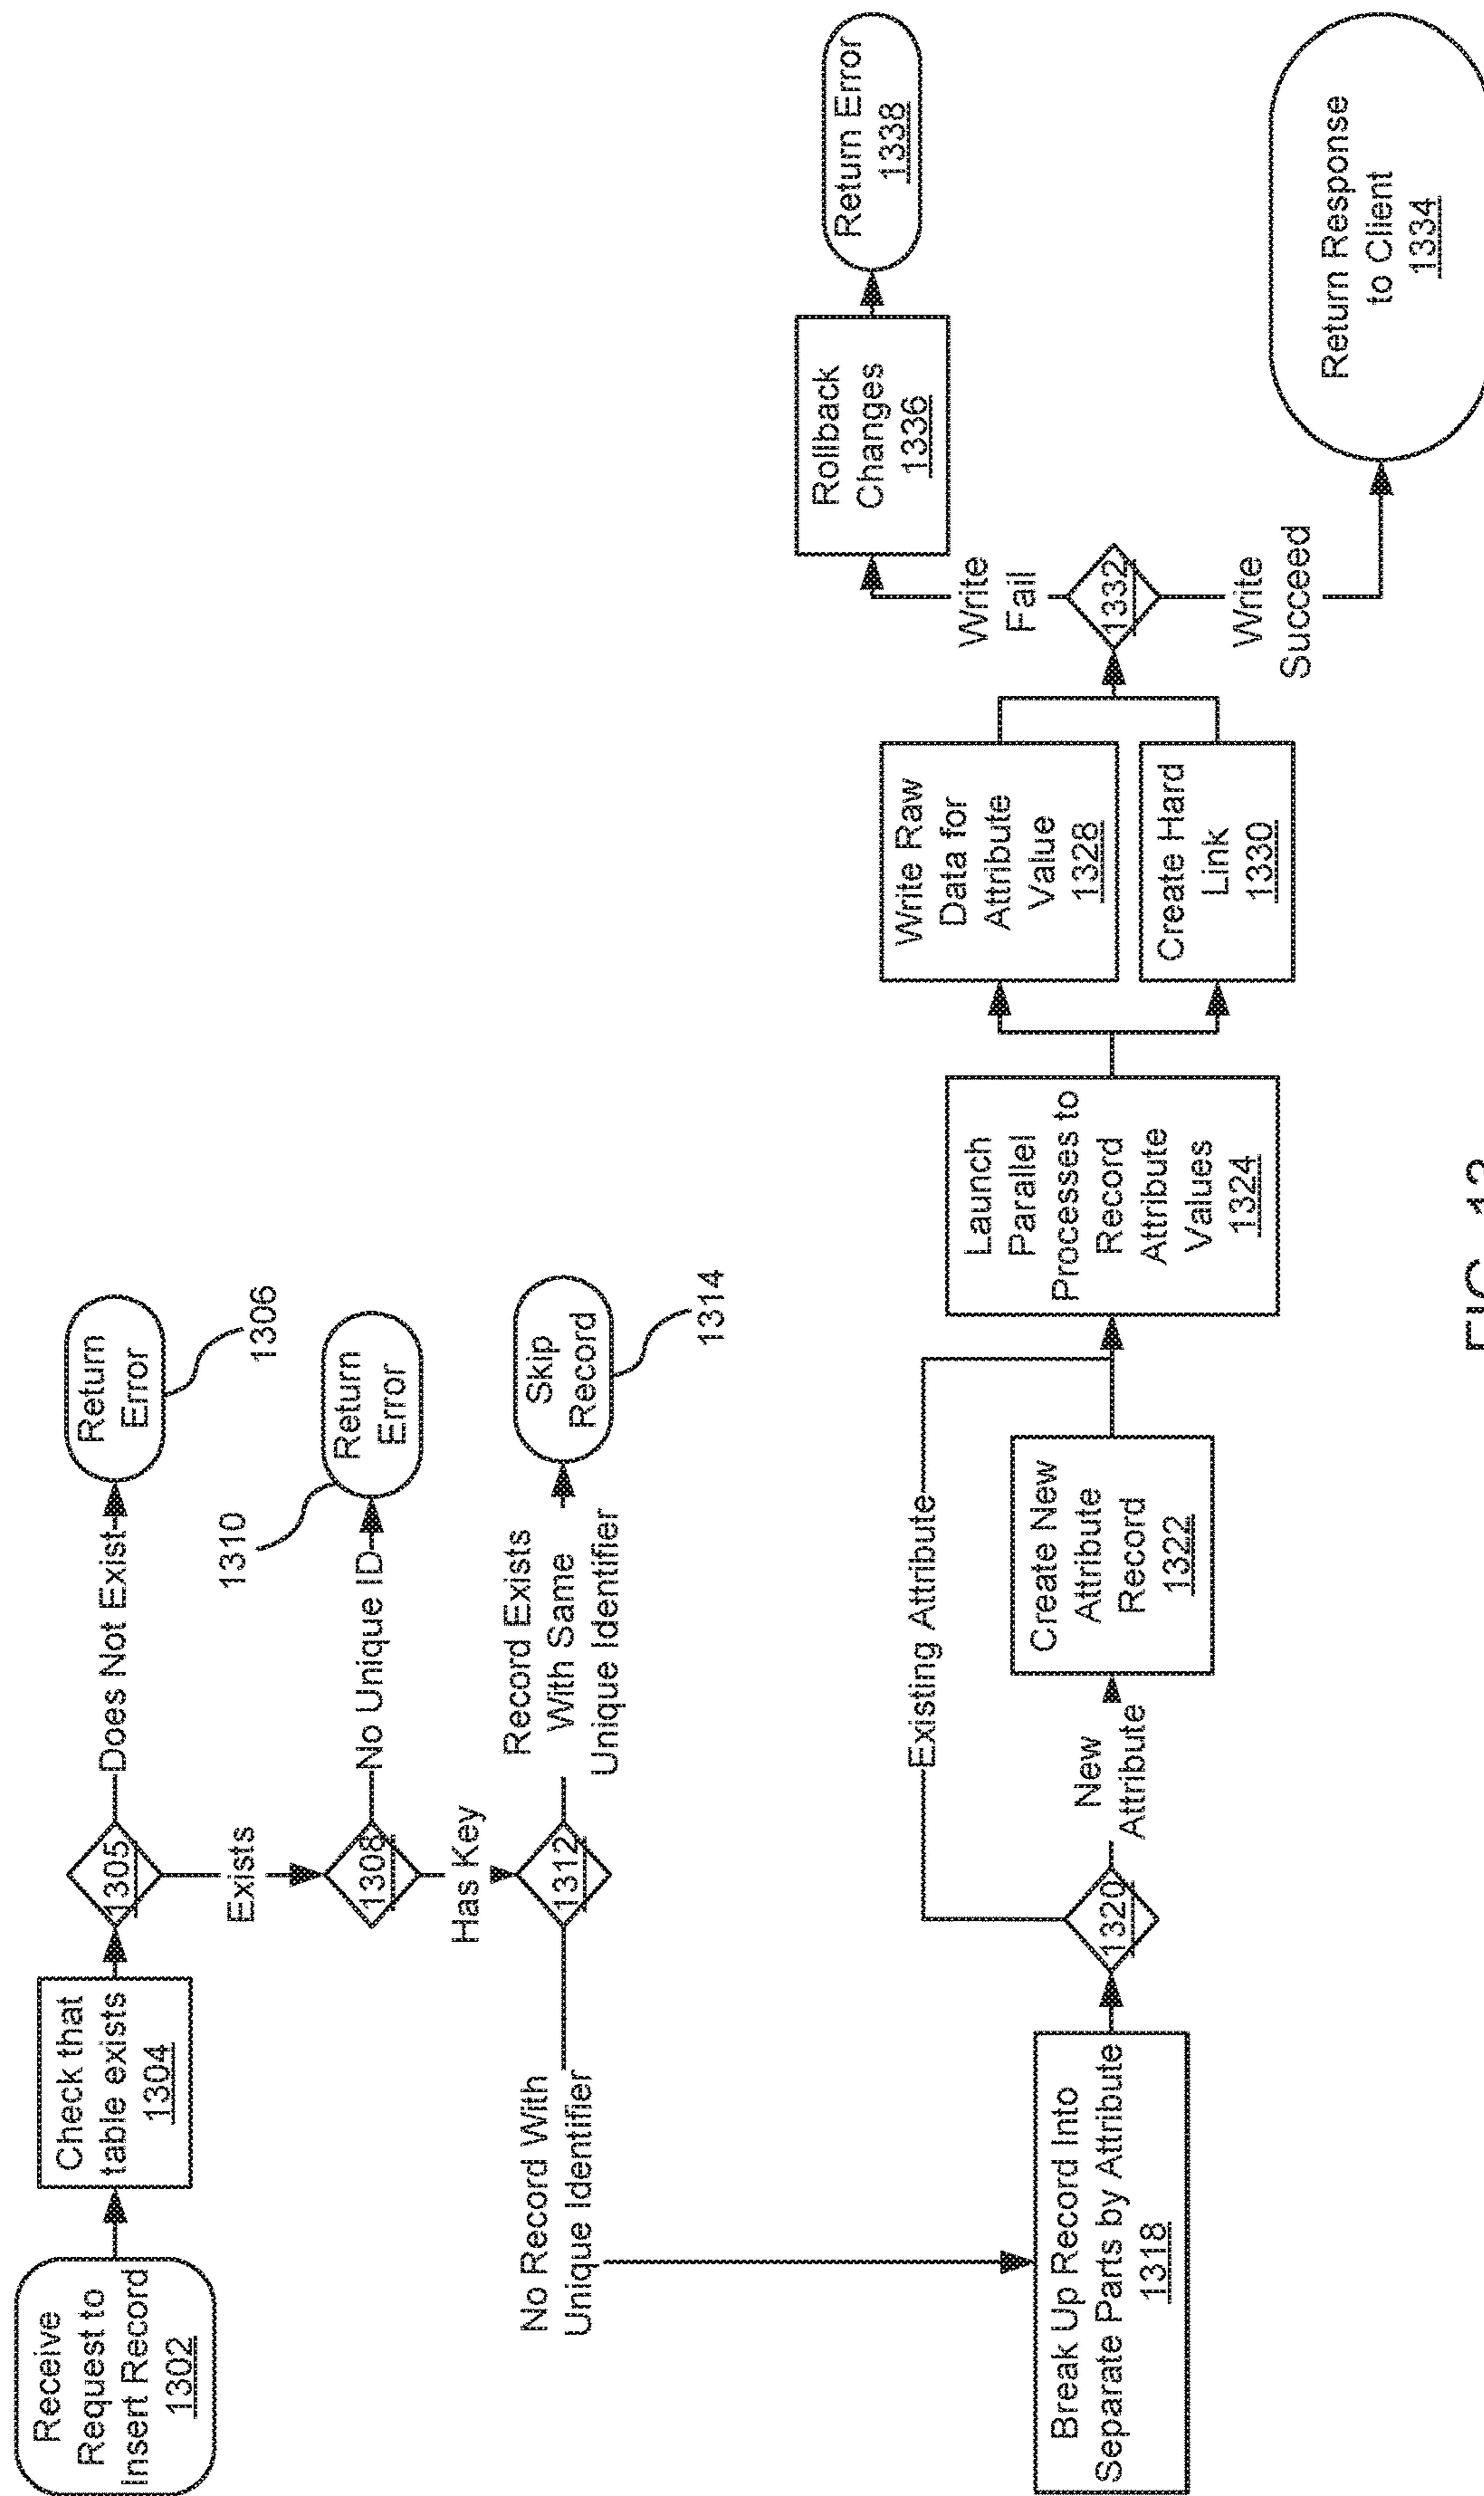 Receive
Request to
Insert Record
1302
Check that
table exists
1304
1305
Does Not Exist
Return
Error
1306
Exists
1308
No Unique ID
1310
Return
Error
Has Key
1312
Record Exists
With Same
Unique Identifier
Skip
Record
1314
No Record With
Unique Identifier
Break Up Record Into
Separate Parts by Attribute
1318
1320
Existing Attribute
New
Attribute
Create New
Attribute
Record
1322
Launch
Parallel
Processes to
Record
Attribute
Values
1324
Write Raw
Data for
Attribute
Value
1328
Create Hard
Link
1330
1332
Write
Fail
Rollback
Changes
1336
Return Error
1338
Write
Succeed
Return Response
to Client
1334